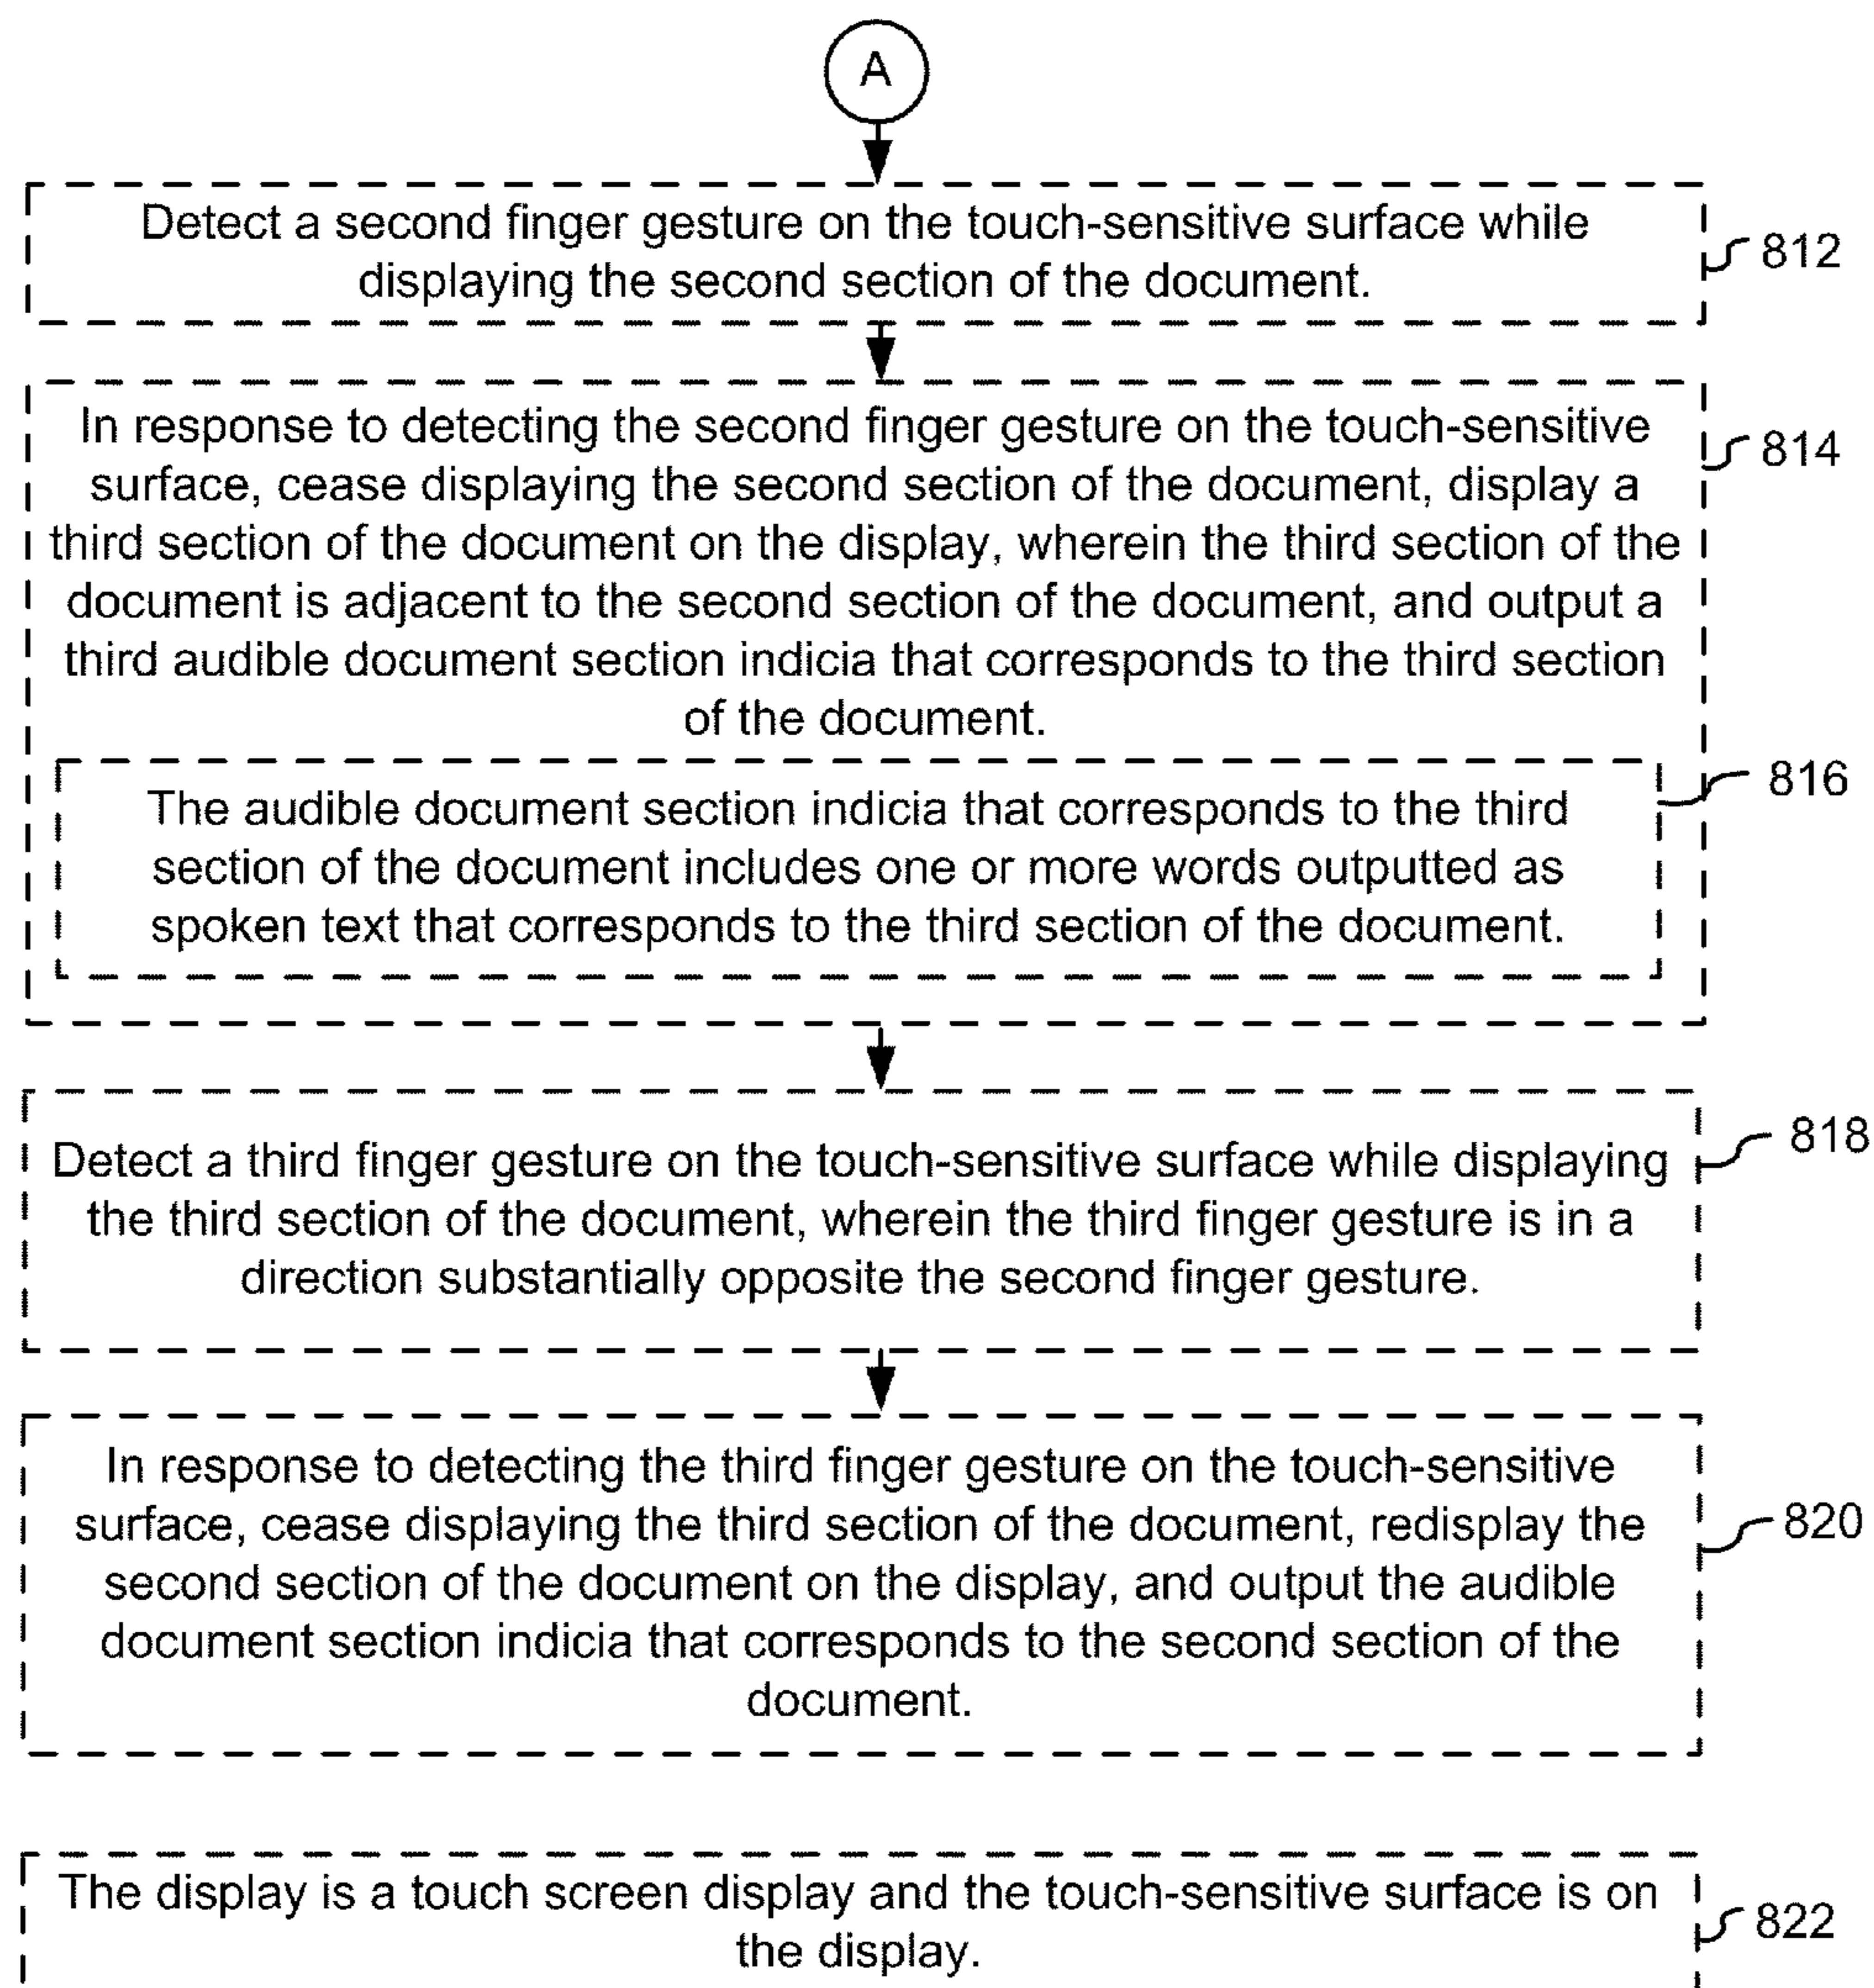 A
Detect a second finger gesture on the touch-sensitive surface while
displaying the second section of the document.
812
In response to detecting the second finger gesture on the touch-sensitive
surface, cease displaying the second section of the document, display a
third section of the document on the display, wherein the third section of the
document is adjacent to the second section of the document, and output a
third audible document section indicia that corresponds to the third section
of the document.
814
The audible document section indicia that corresponds to the third
section of the document includes one or more words outputted as
spoken text that corresponds to the third section of the document.
816
Detect a third finger gesture on the touch-sensitive surface while displaying
the third section of the document, wherein the third finger gesture is in a
direction substantially opposite the second finger gesture.
818
In response to detecting the third finger gesture on the touch-sensitive
surface, cease displaying the third section of the document, redisplay the
second section of the document on the display, and output the audible
document section indicia that corresponds to the second section of the
document.
820
The display is a touch screen display and the touch-sensitive surface is on
the display.
822